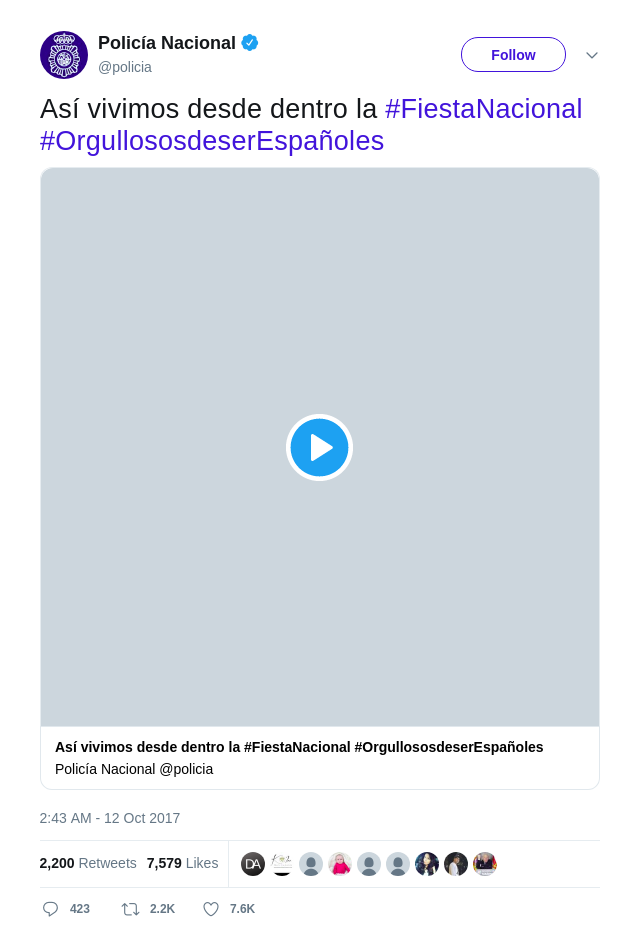 Policía Nacional
@policia
Follow
Así vivimos desde dentro la #FiestaNacional
#OrgullososdeserEspañoles
Así vivimos desde dentro la #FiestaNacional #OrgullososdeserEspañoles
Policía Nacional @policia
2:43 AM - 12 Oct 2017
2,200 Retweets 7,579 Likes
DA
423 2.2K 7.6K